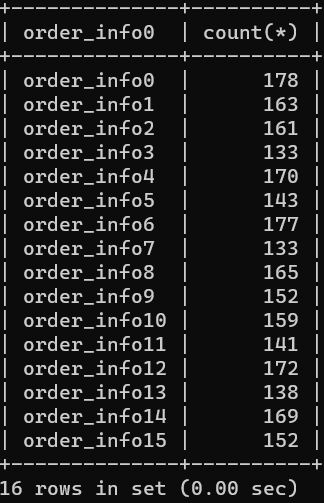 +-------------+----------+
| order_info0 | count(*) |
+-------------+----------+
| order_info0 |      178 |
| order_info1 |      163 |
| order_info2 |      161 |
| order_info3 |      133 |
| order_info4 |      170 |
| order_info5 |      143 |
| order_info6 |      177 |
| order_info7 |      133 |
| order_info8 |      165 |
| order_info9 |      152 |
| order_info10 |      159 |
| order_info11 |      141 |
| order_info12 |      172 |
| order_info13 |      138 |
| order_info14 |      169 |
| order_info15 |      152 |
+-------------+----------+
16 rows in set (0.00 sec)